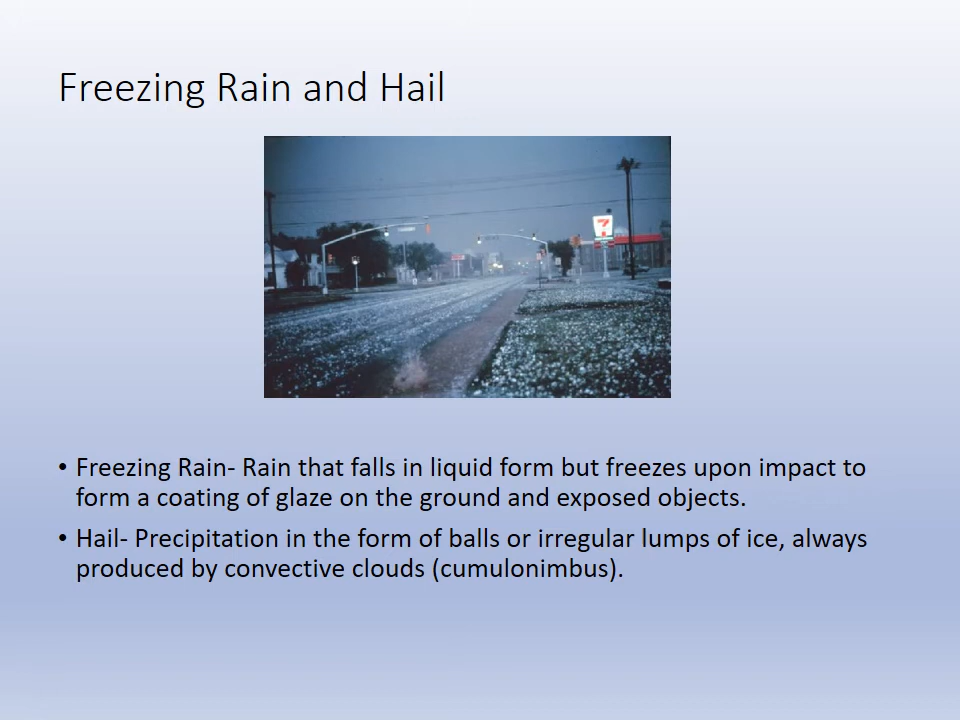 Freezing Rain and Hail
7
• Freezing Rain- Rain that falls in liquid form but freezes upon impact to
form a coating of glaze on the ground and exposed objects.
• Hail- Precipitation in the form of balls or irregular lumps of ice, always
produced by convective clouds (cumulonimbus).